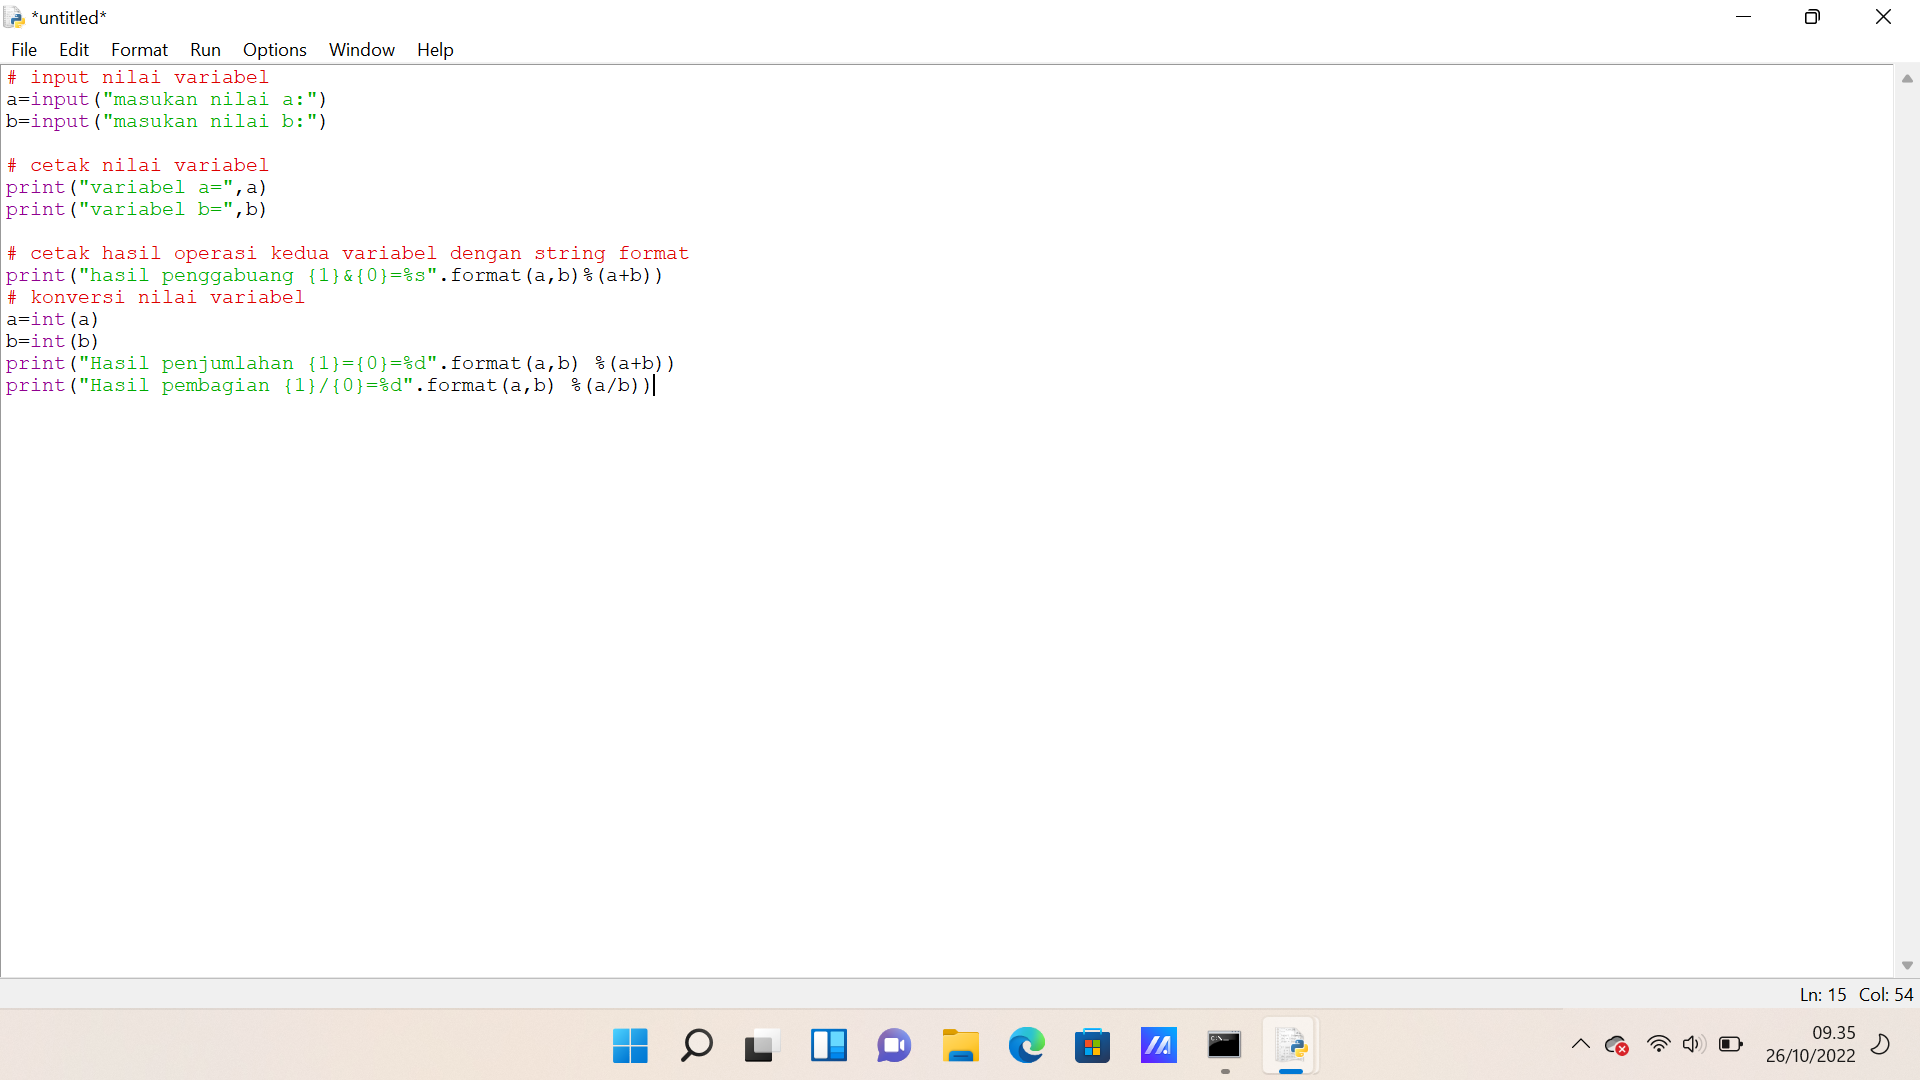 *untitled*
File Edit Format Run Options Window Help
# input nilai variabel
a=input("masukan nilai a:")
b=input("masukan nilai b:")
# cetak nilai variabel
print("variabel a=",a)
print("variabel b=",b)
# cetak hasil operasi kedua variabel dengan string format
print("hasil penggabuang {1}&{0}=%s".format(a,b)%(a+b))
# konversi nilai variabel
a=int(a)
b=int(b)
print("Hasil penjumlahan {1}={0}=%d".format(a,b) %(a+b))
print("Hasil pembagian {1}/{0}=%d".format(a,b) %(a/b))
Ln: 15 Col: 54
09.35
26/10/2022